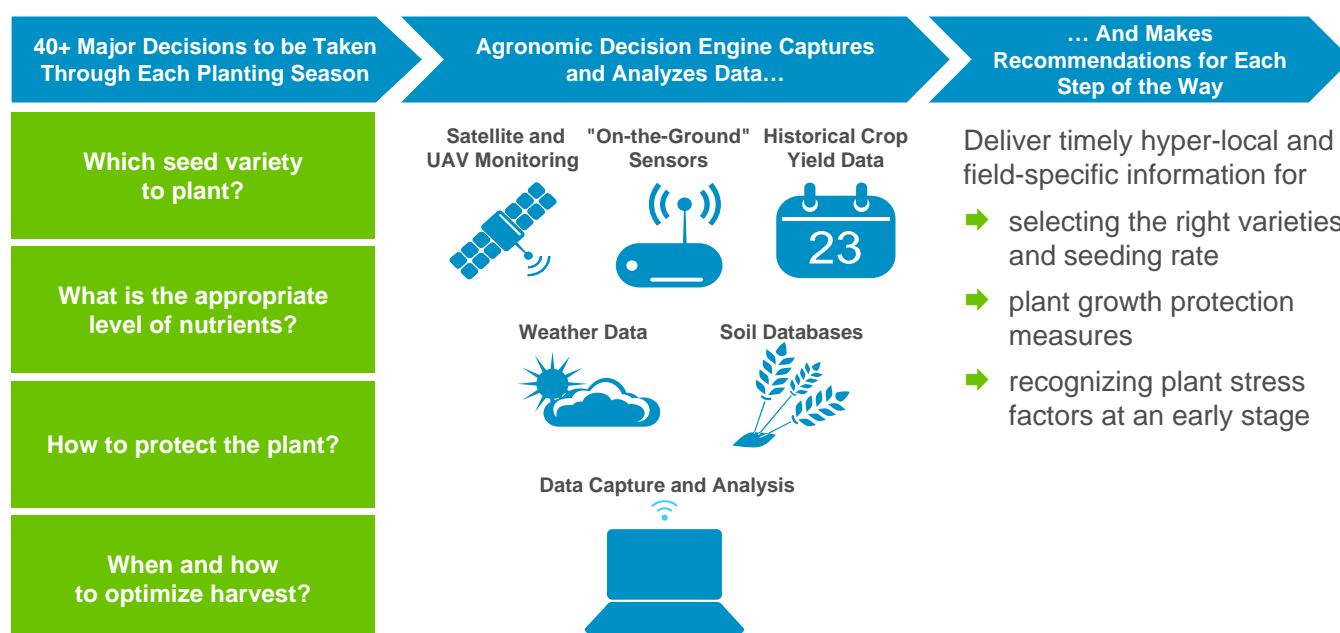 40+ Major Decisions to be Taken
Through Each Planting Season
Agronomic Decision Engine Captures
and Analyzes Data…
… And Makes
Recommendations for Each
Step of the Way
Which seed variety
to plant?
What is the appropriate
level of nutrients?
How to protect the plant?
When and how
to optimize harvest?
Satellite and
UAV Monitoring
"On-the-Ground"
Sensors
Historical Crop
Yield Data
23
Weather Data
Soil Databases
Data Capture and Analysis
Deliver timely hyper-local and
field-specific information for
selecting the right varieties
and seeding rate
plant growth protection
measures
recognizing plant stress
factors at an early stage